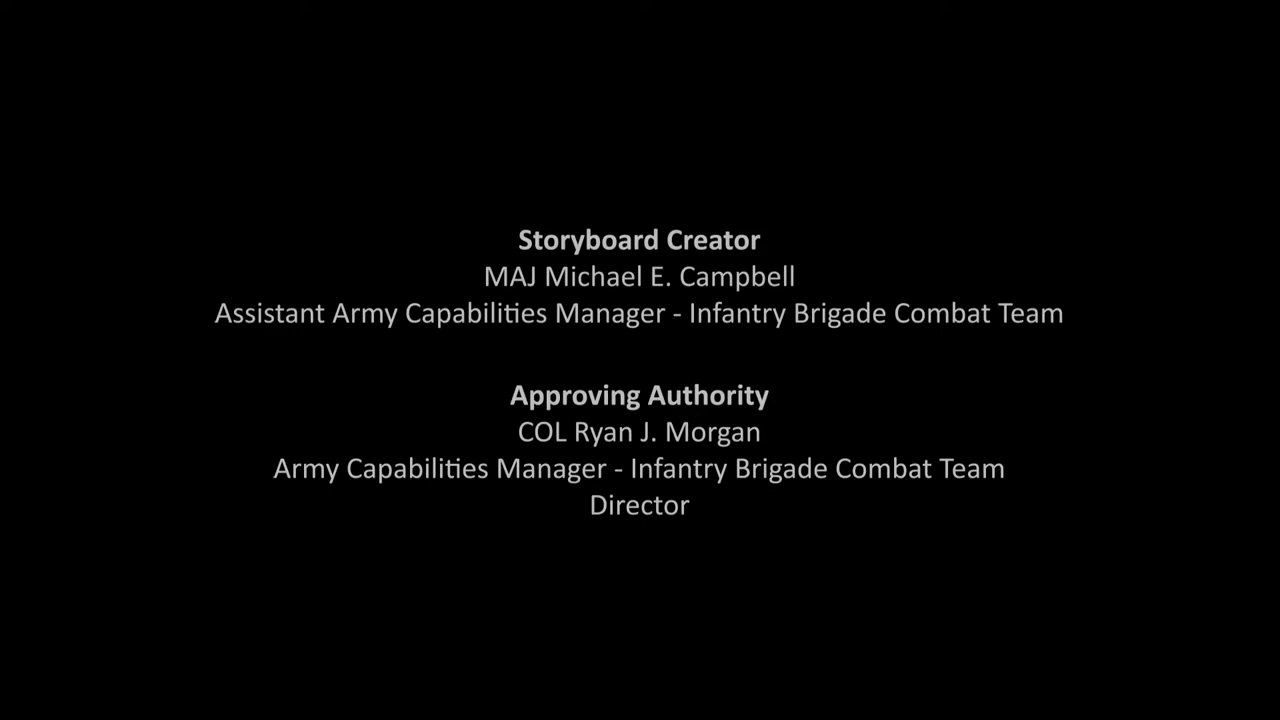 Storyboard Creator
MAJ Michael E. Campbell
Assistant Army Capabilities Manager - Infantry Brigade Combat Team
Approving Authority
COL Ryan J. Morgan
Army Capabilities Manager - Infantry Brigade Combat Team
Director